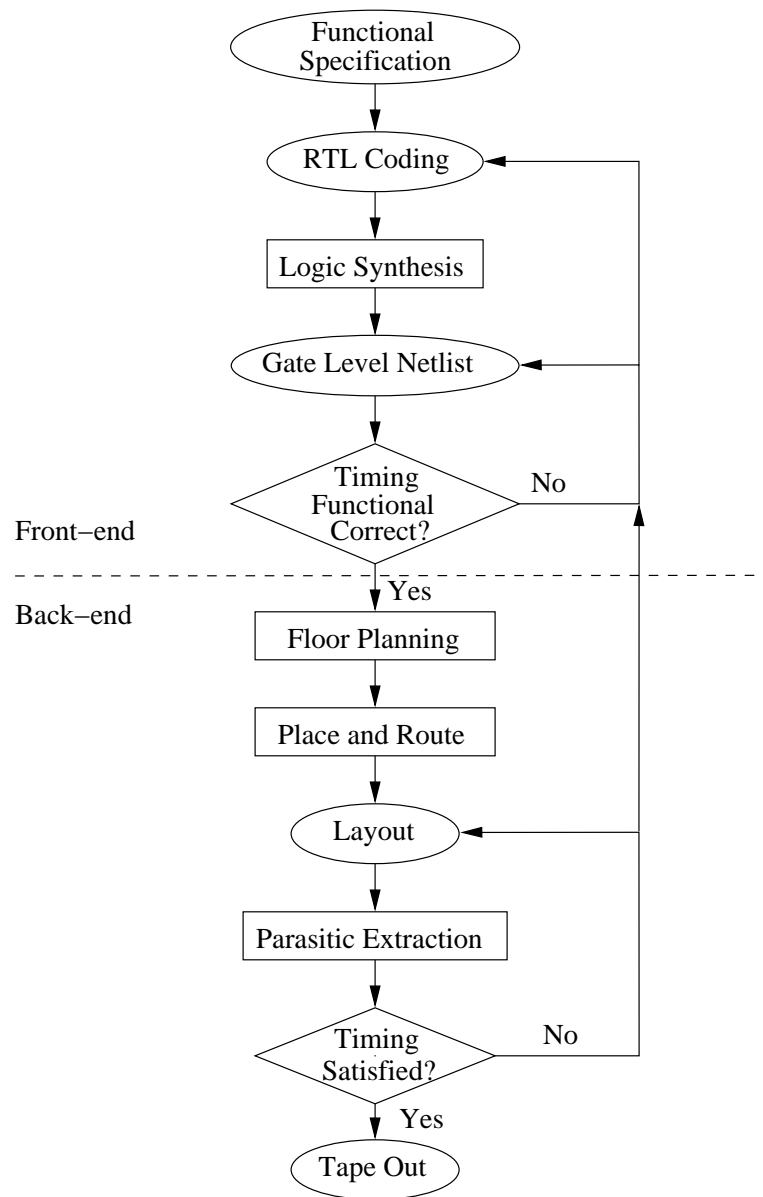 Functional
Specification
RTL Coding
Logic Synthesis
Gate Level Netlist
Timing
Functional
Correct?
No
Front−end
Yes
Back−end
Floor Planning
Place and Route
Layout
Parasitic Extraction
Timing
Satisfied?
No
Yes
Tape Out